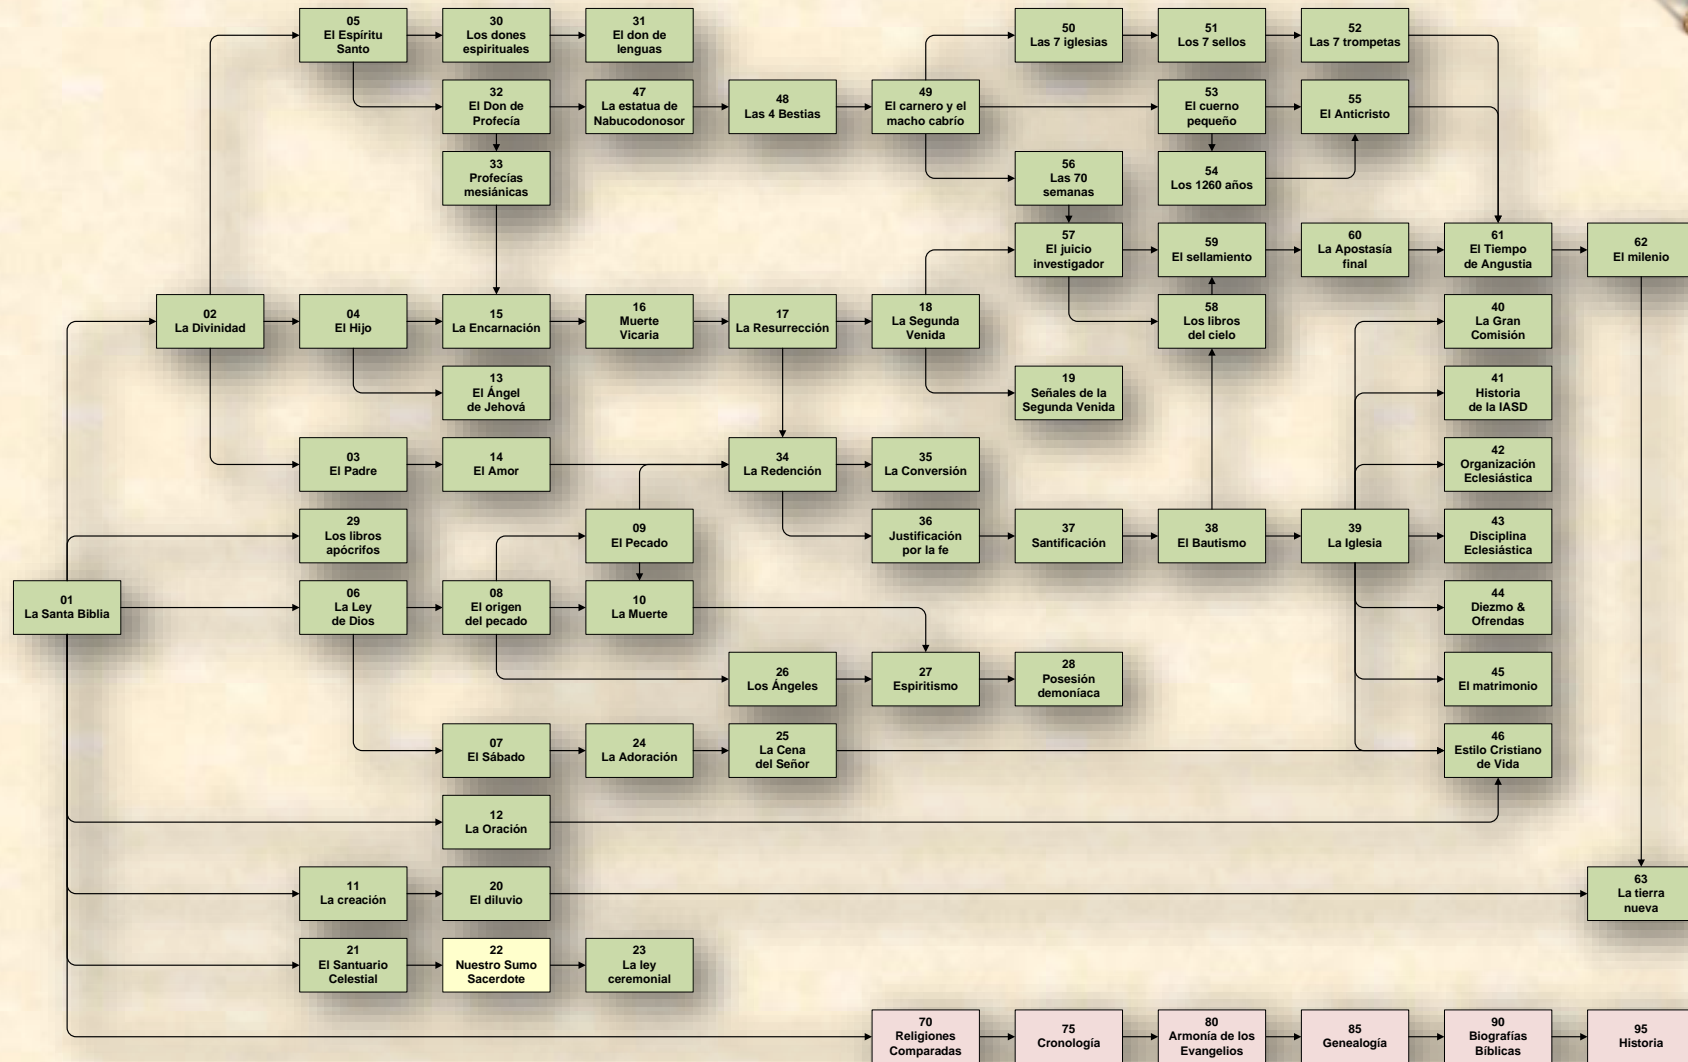 05
El Espíritu
Santo
30
Los dones
espirituales
31
El don de
lenguas
50
Las 7 iglesias
51
Los 7 sellos
52
Las 7 trompetas
32
El Don de
Profecía
47
La estatua de
Nabucodonosor
48
Las 4 Bestias
49
El carnero y el
macho cabrío
53
El cuerno
pequeño
55
El Anticristo
33
Profecías
mesiánicas
56
Las 70
semanas
54
Los 1260 años
57
El juicio
investigador
59
El sellamiento
60
La Apostasía
final
61
El Tiempo
de Angustia
62
El milenio
02
La Divinidad
04
El Hijo
15
La Encarnación
16
Muerte
Vicaria
17
La Resurrección
18
La Segunda
Venida
58
Los libros
del cielo
40
La Gran
Comisión
13
El Ángel
de Jehová
19
Señales de la
Segunda Venida
41
Historia
de la IASD
03
El Padre
14
El Amor
34
La Redención
35
La Conversión
42
Organización
Eclesiástica
29
Los libros
apócrifos
09
El Pecado
36
Justificación
por la fe
37
Santificación
38
El Bautismo
39
La Iglesia
43
Disciplina
Eclesiástica
01
La Santa Biblia
06
La Ley
de Dios
08
El origen
del pecado
10
La Muerte
44
Diezmo &
Ofrendas
26
Los Ángeles
27
Espiritismo
28
Posesión
demoníaca
45
El matrimonio
07
El Sábado
24
La Adoración
25
La Cena
del Señor
46
Estilo Cristiano
de Vida
12
La Oración
11
La creación
20
El diluvio
63
La tierra
nueva
21
El Santuario
Celestial
22
Nuestro Sumo
Sacerdote
23
La ley
ceremonial
70
Religiones
Comparadas
75
Cronología
80
Armonía de los
Evangelios
85
Genealogía
90
Biografías
Bíblicas
95
Historia